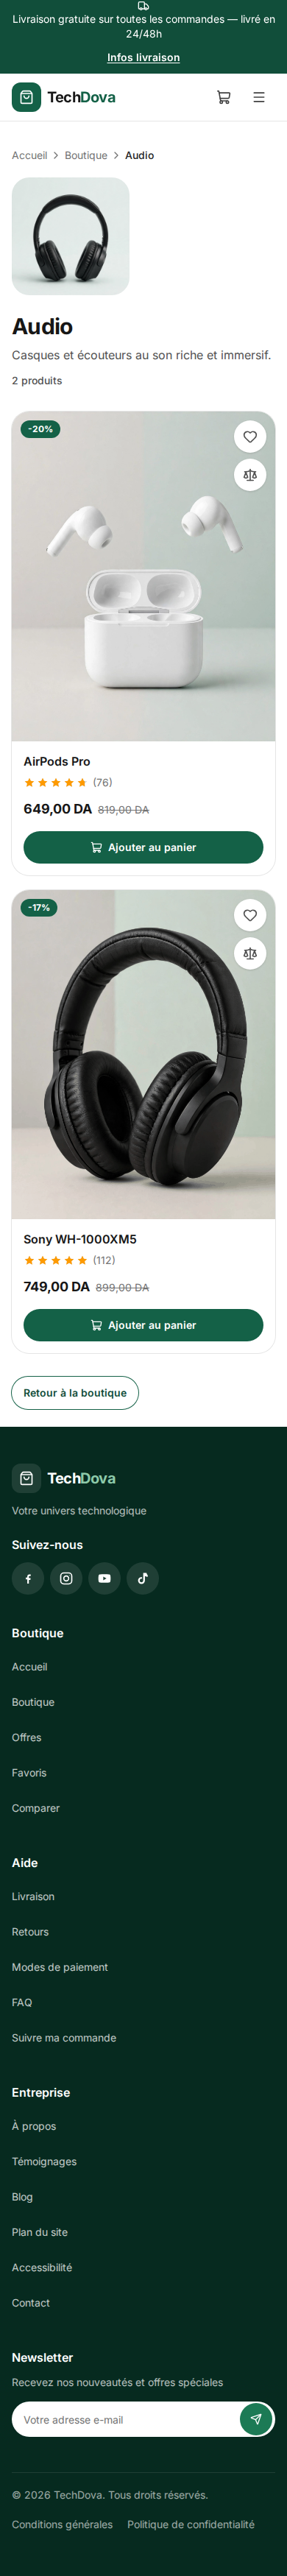 Livraison gratuite sur toutes les commandes — livré en
24/48h
Infos livraison
TechDova
Accueil > Boutique > Audio
Audio
Casques et écouteurs au son riche et immersif.
2 produits
-20%
AirPods Pro
(76)
649,00 DA 819,00 DA
Ajouter au panier
-17%
Sony WH-1000XM5
(112)
749,00 DA 899,00 DA
Ajouter au panier
Retour à la boutique
TechDova
Votre univers technologique
Suivez-nous
Boutique
Accueil
Boutique
Offres
Favoris
Comparer
Aide
Livraison
Retours
Modes de paiement
FAQ
Suivre ma commande
Entreprise
À propos
Témoignages
Blog
Plan du site
Accessibilité
Contact
Newsletter
Recevez nos nouveautés et offres spéciales
Votre adresse e-mail
© 2026 TechDova. Tous droits réservés.
Conditions générales Politique de confidentialité